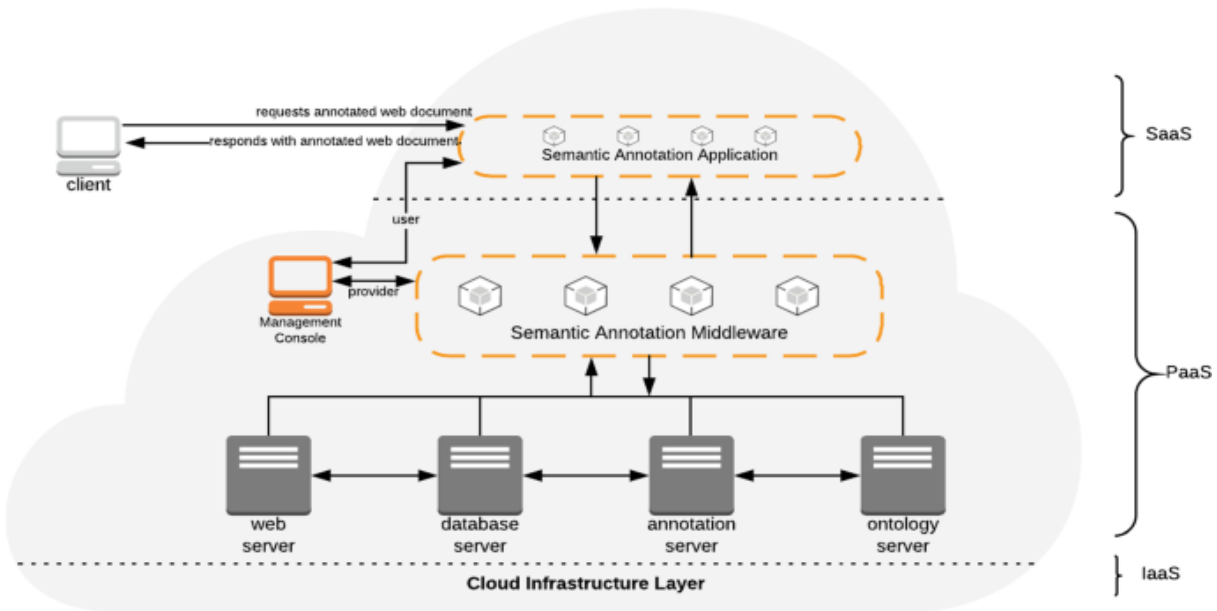 requests annotated web document
responds with annotated web document
client
Semantic Annotation Application
SaaS
user
provider
Management
Console
Semantic Annotation Middleware
PaaS
web
server
database
server
annotation
server
ontology
server
Cloud Infrastructure Layer
IaaS